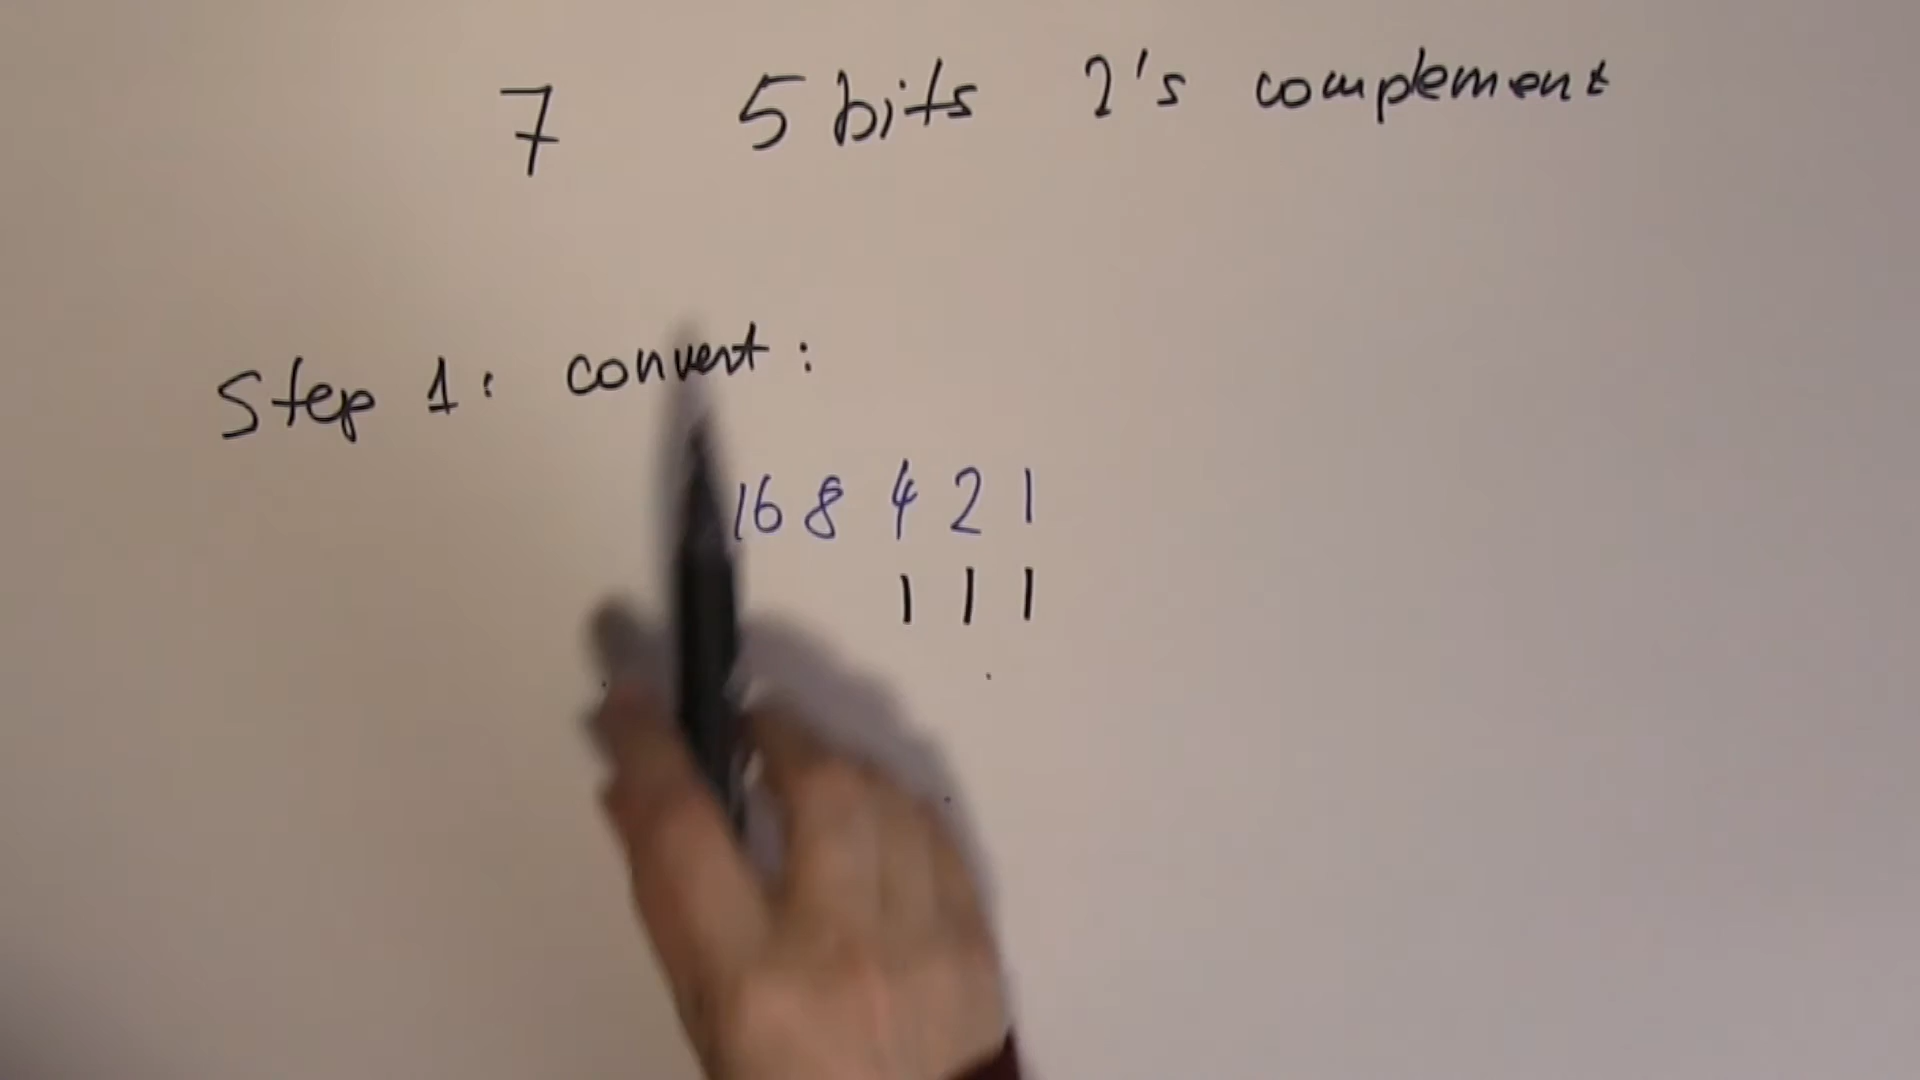 7 5 bits 2's complement
Step 1: convert:
16 8 4 2 1
1 1 1